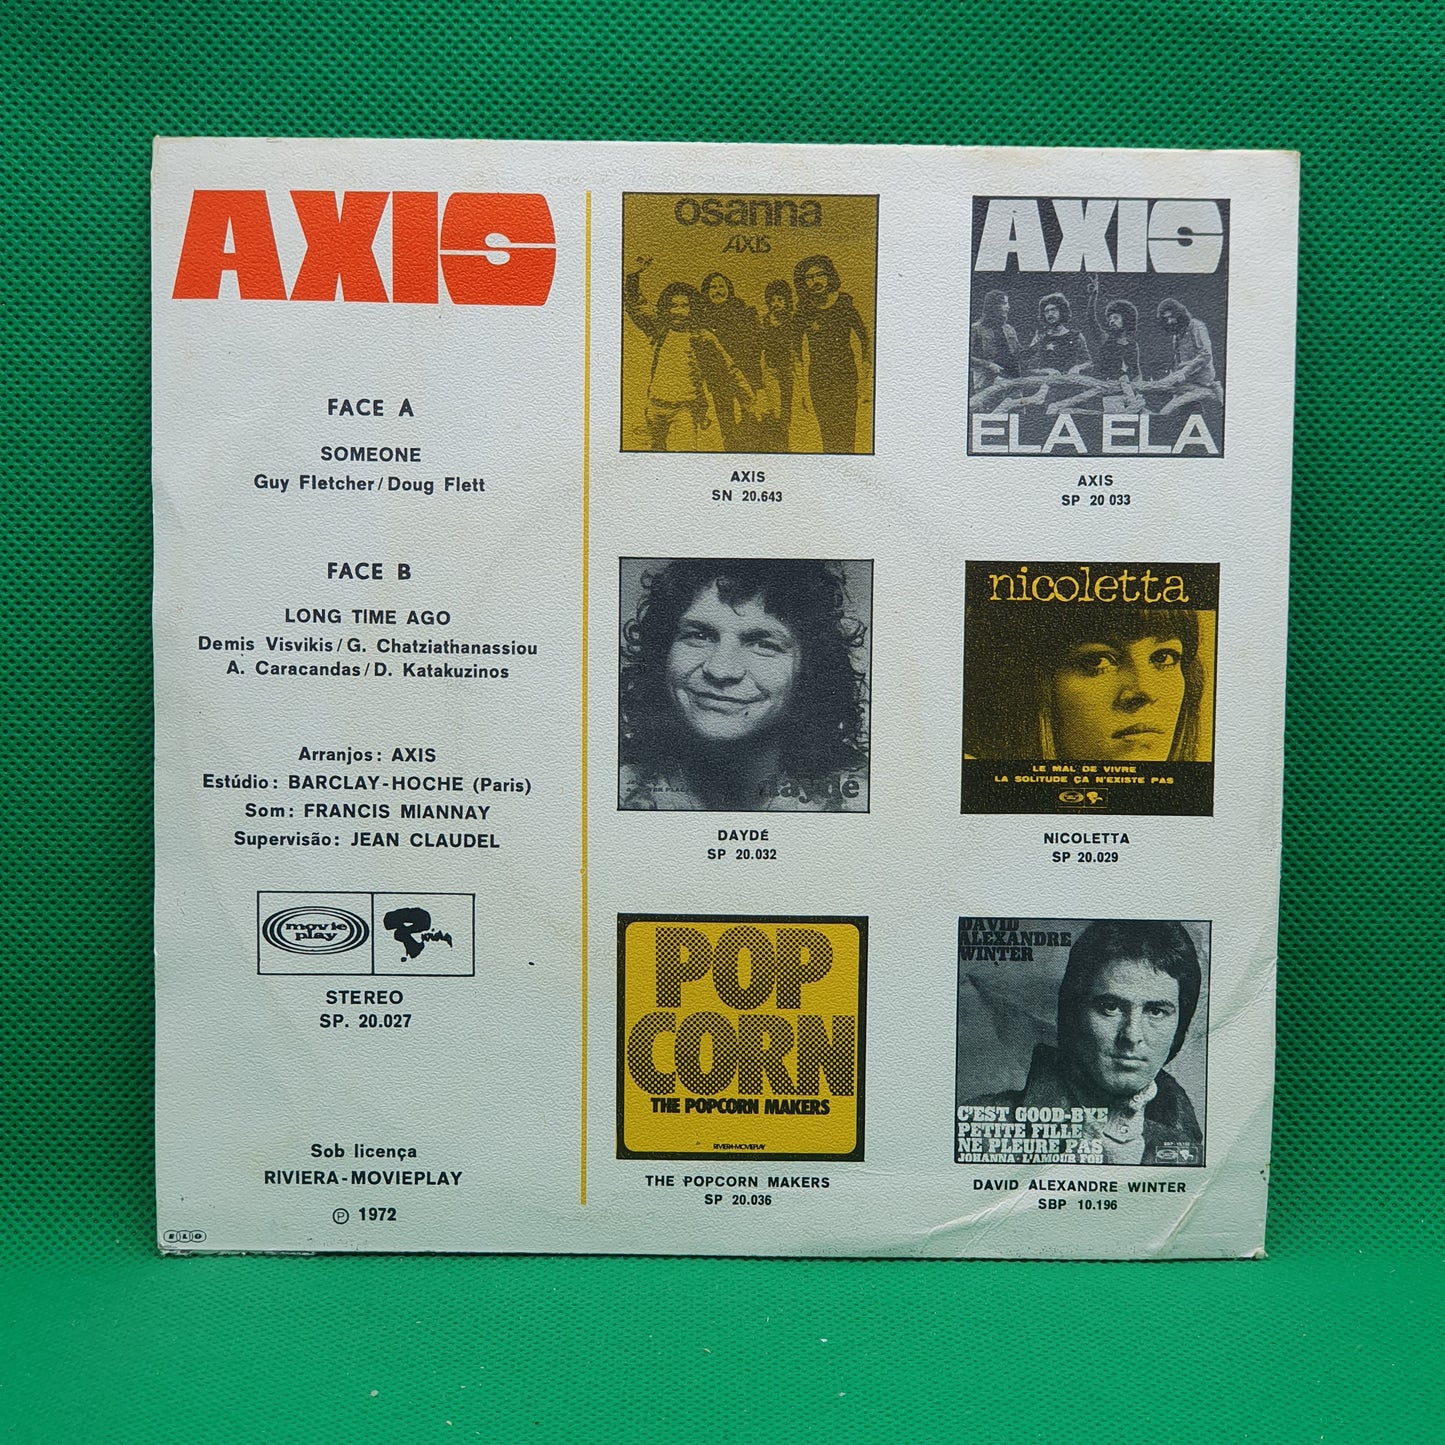 AXIS
FACE A
SOMEONE
Guy Fletcher/Doug Flett
FACE B
LONG TIME AGO
Demis Visvikis/G. Chatziathanassiou
A. Caracandas/D. Katakuzinos
Arranjos: AXIS
Estúdio: BARCLAY-HOCHE (Paris)
Som: FRANCIS MIANNAY
Supervisão: JEAN CLAUDEL
movie play
Riviera
STEREO
SP. 20.027
Sob licença
RIVIERA-MOVIEPLAY
Ⓟ 1972
ELO
osanna
AXIS
AXIS
SN 20.643
AXIS
ELA ELA
AXIS
SP 20 033
daydé
DAYDÉ
SP 20.032
nicoletta
LE MAL DE VIVRE
LA SOLITUDE ÇA N'EXISTE PAS
NICOLETTA
SP 20.029
POP
CORN
THE POPCORN MAKERS
RIVIERA-MOVIEPLAY
THE POPCORN MAKERS
SP 20.036
DAVID
ALEXANDRE
WINTER
C'EST GOOD-BYE
PETITE FILLE
NE PLEURE PAS
JOHANNA - L'AMOUR FOU
DAVID ALEXANDRE WINTER
SBP 10.196